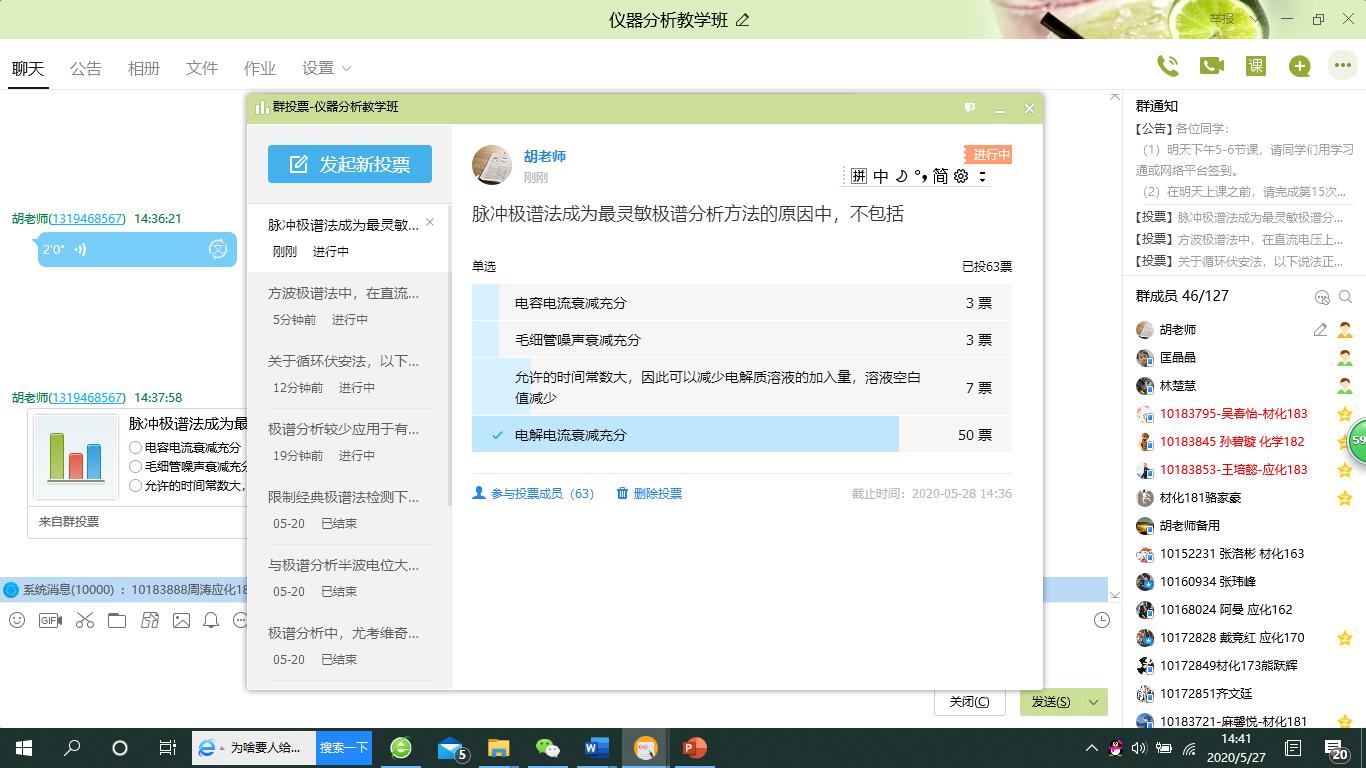 仪器分析教学班
举报
聊天
公告
相册
文件
作业
设置
课
胡老师(1319468567) 14:36:21
2'0"
文
胡老师(1319468567) 14:37:58
脉冲极谱法成为最
电容电流衰减充分
毛细管噪声衰减充分
允许的时间常数大,
来自群投票
系统消息(10000) : 10183888周涛应化18
GIF
关闭(C)
发送(S)
群投票-仪器分析教学班
发起新投票
脉冲极谱法成为最灵敏...
刚刚 进行中
方波极谱法中，在直流...
5分钟前 进行中
关于循环伏安法，以下...
12分钟前 进行中
极谱分析较少应用于有...
19分钟前 进行中
限制经典极谱法检测下...
05-20 已结束
与极谱分析半波电位大...
05-20 已结束
极谱分析中，尤考维奇...
05-20 已结束
胡老师
刚刚
进行中
拼 中 简
脉冲极谱法成为最灵敏极谱分析方法的原因中，不包括
单选 已投63票
电容电流衰减充分 3 票
毛细管噪声衰减充分 3 票
允许的时间常数大，因此可以减少电解质溶液的加入量，溶液空白
值减少 7 票
电解电流衰减充分 50 票
参与投票成员（63） 删除投票 截止时间：2020-05-28 14:36
群通知
【公告】各位同学：
（1）明天下午5-6节课，请同学们用学习
通或网络平台签到。
（2）在明天上课之前，请完成第15次...
【投票】脉冲极谱法成为最灵敏极谱分...
【投票】方波极谱法中，在直流电压上...
【投票】关于循环伏安法，以下说法正...
群成员 46/127
胡老师
匡晶晶
林楚慧
10183795-吴春怡-材化183
10183845 孙碧璇 化学182
10183853-王培懿-应化183
材化181骆家豪
胡老师备用
10152231 张洛彬 材化163
10160934 张玮峰
10168024 阿曼 应化162
10172828 戴竞红 应化170
10172849材化173熊跃辉
10172851齐文廷
10183721-麻馨悦-材化181
59
为啥要人给...
搜索一下
5
14:41
2020/5/27
20